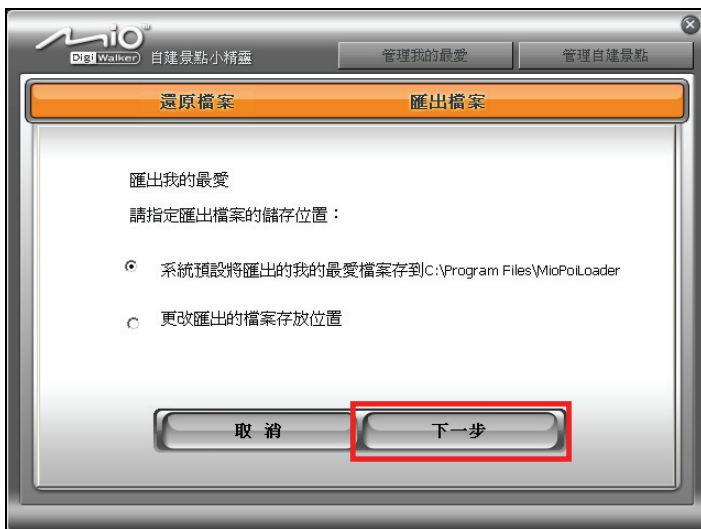 Mio™
DigiWalker 自建景點小精靈
管理我的最愛
管理自建景點
還原檔案
匯出檔案
匯出我的最愛
請指定匯出檔案的儲存位置：
系統預設將匯出的我的最愛檔案存到C:\Program Files\MioPoiLoader
更改匯出的檔案存放位置
取 消
下一步